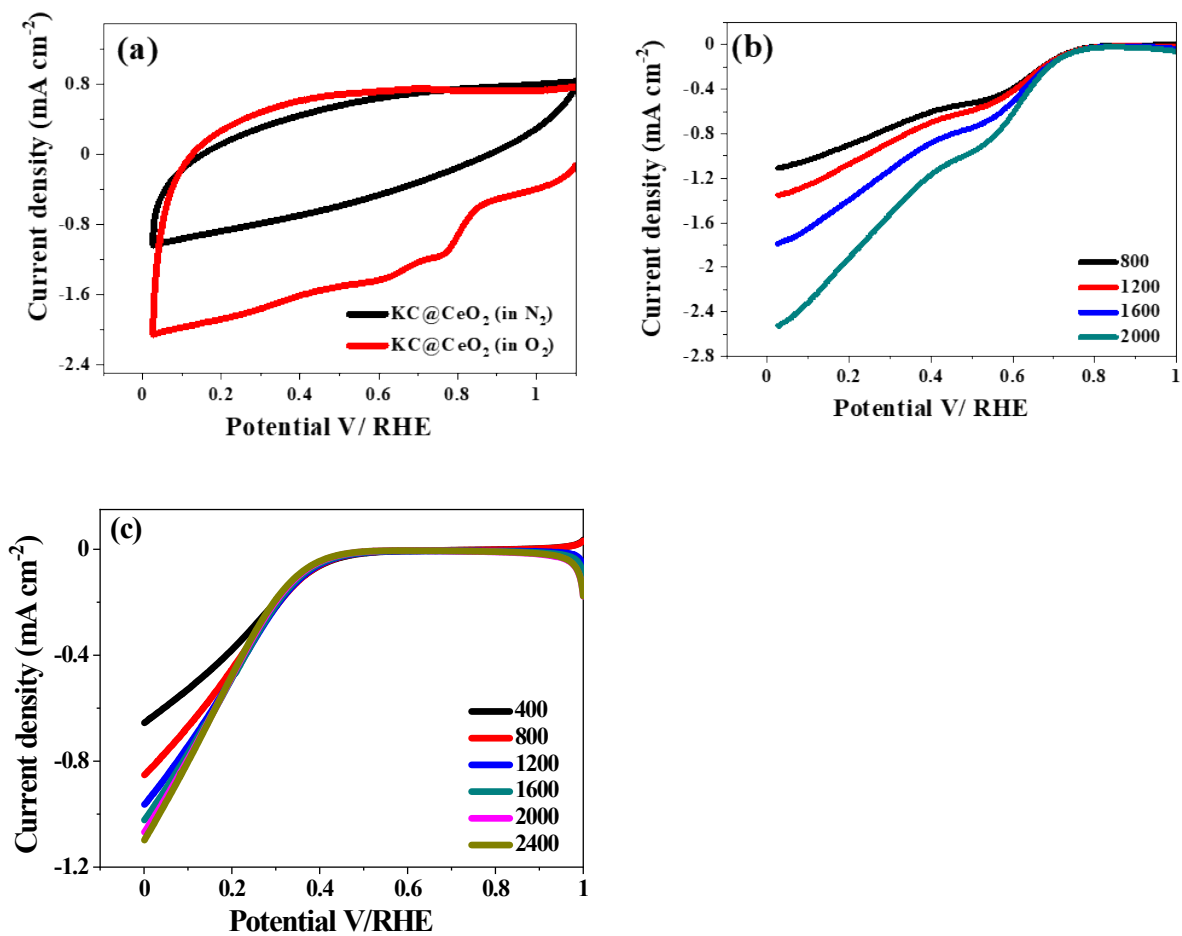 (a)
Current density (mA cm-2)
0.8
0
-0.8
-1.6
-2.4
KC@CeO2 (in N2)
KC@CeO2 (in O2)
0 0.2 0.4 0.6 0.8 1
Potential V/ RHE
(b)
Current density (mA cm-2)
0
-0.4
-0.8
-1.2
-1.6
-2
-2.4
-2.8
800
1200
1600
2000
0 0.2 0.4 0.6 0.8 1
Potential V/ RHE
(c)
Current density (mA cm-2)
0
-0.4
-0.8
-1.2
400
800
1200
1600
2000
2400
0 0.2 0.4 0.6 0.8 1
Potential V/RHE